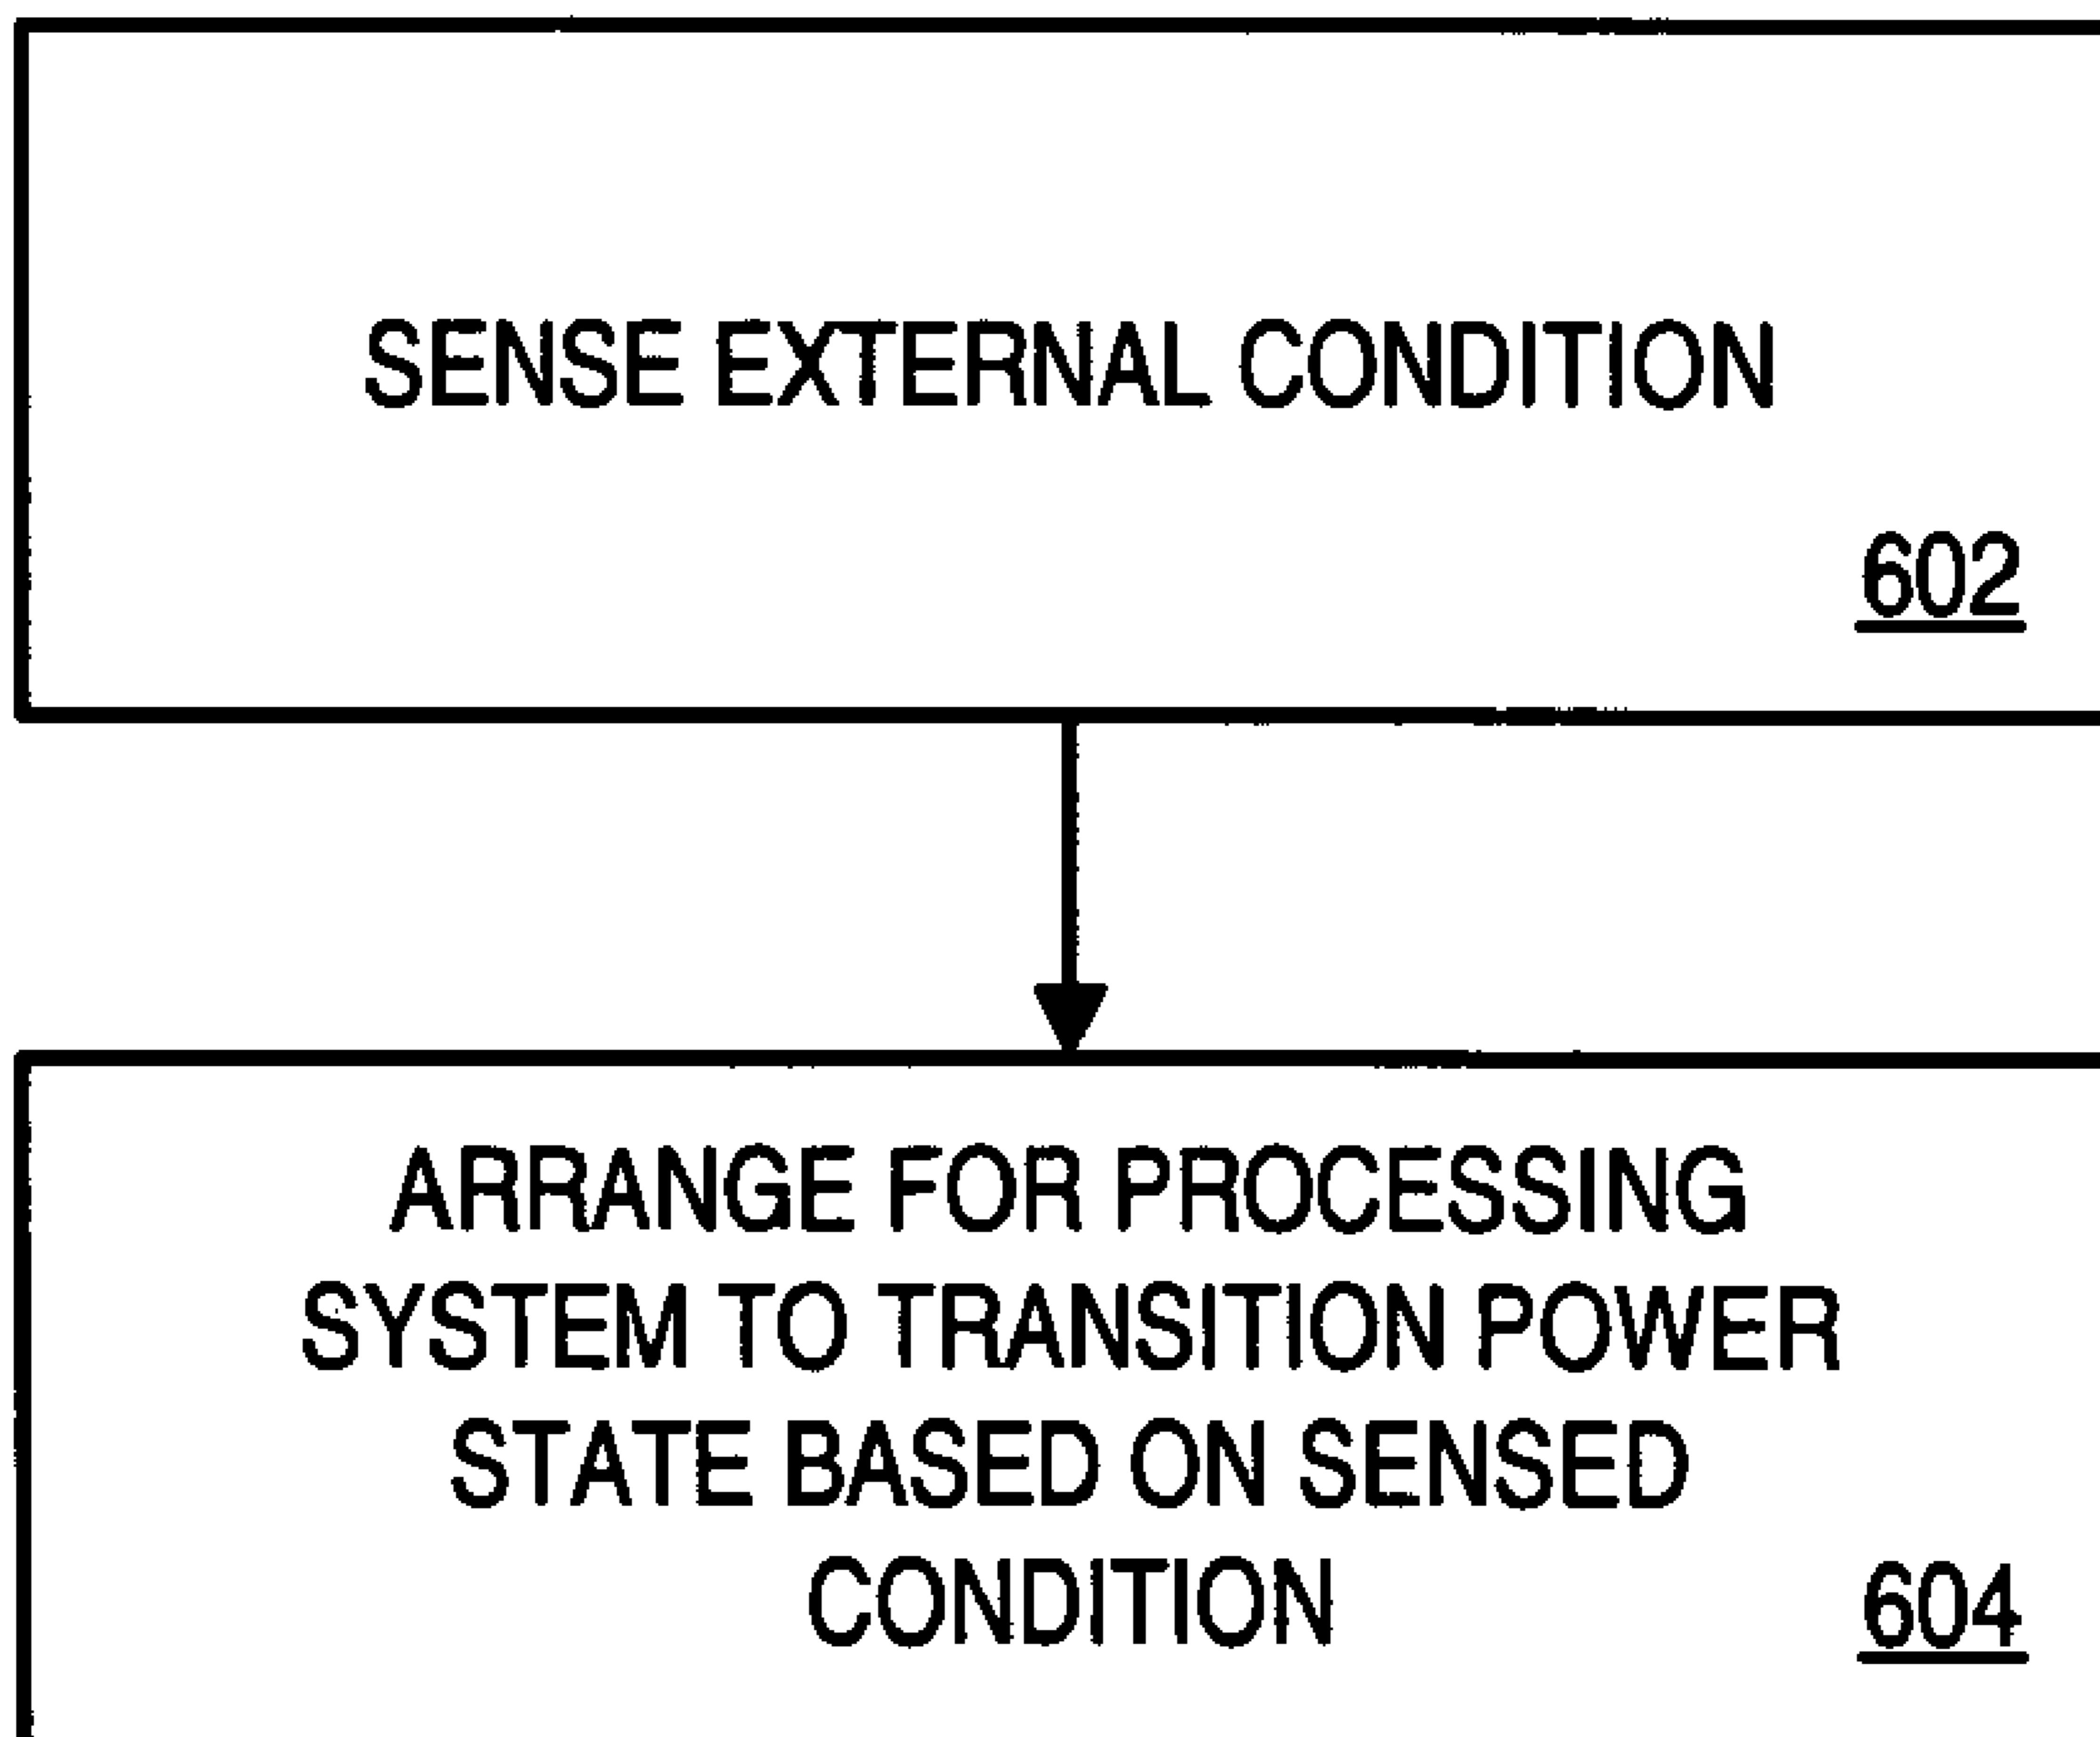 SENSE EXTERNAL CONDITION
602
ARRANGE FOR PROCESSING
SYSTEM TO TRANSITION POWER
STATE BASED ON SENSED
CONDITION
604